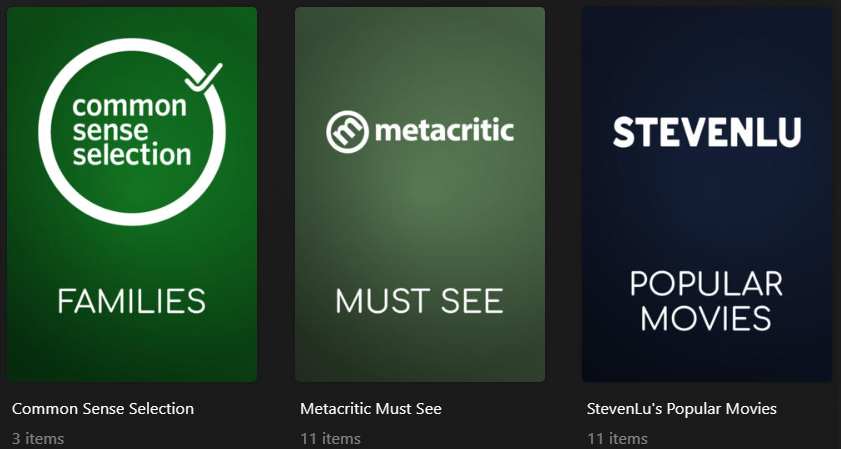 common
sense
selection
FAMILIES
Common Sense Selection
3 items
metacritic
MUST SEE
Metacritic Must See
11 items
STEVENLU
POPULAR
MOVIES
StevenLu's Popular Movies
11 items